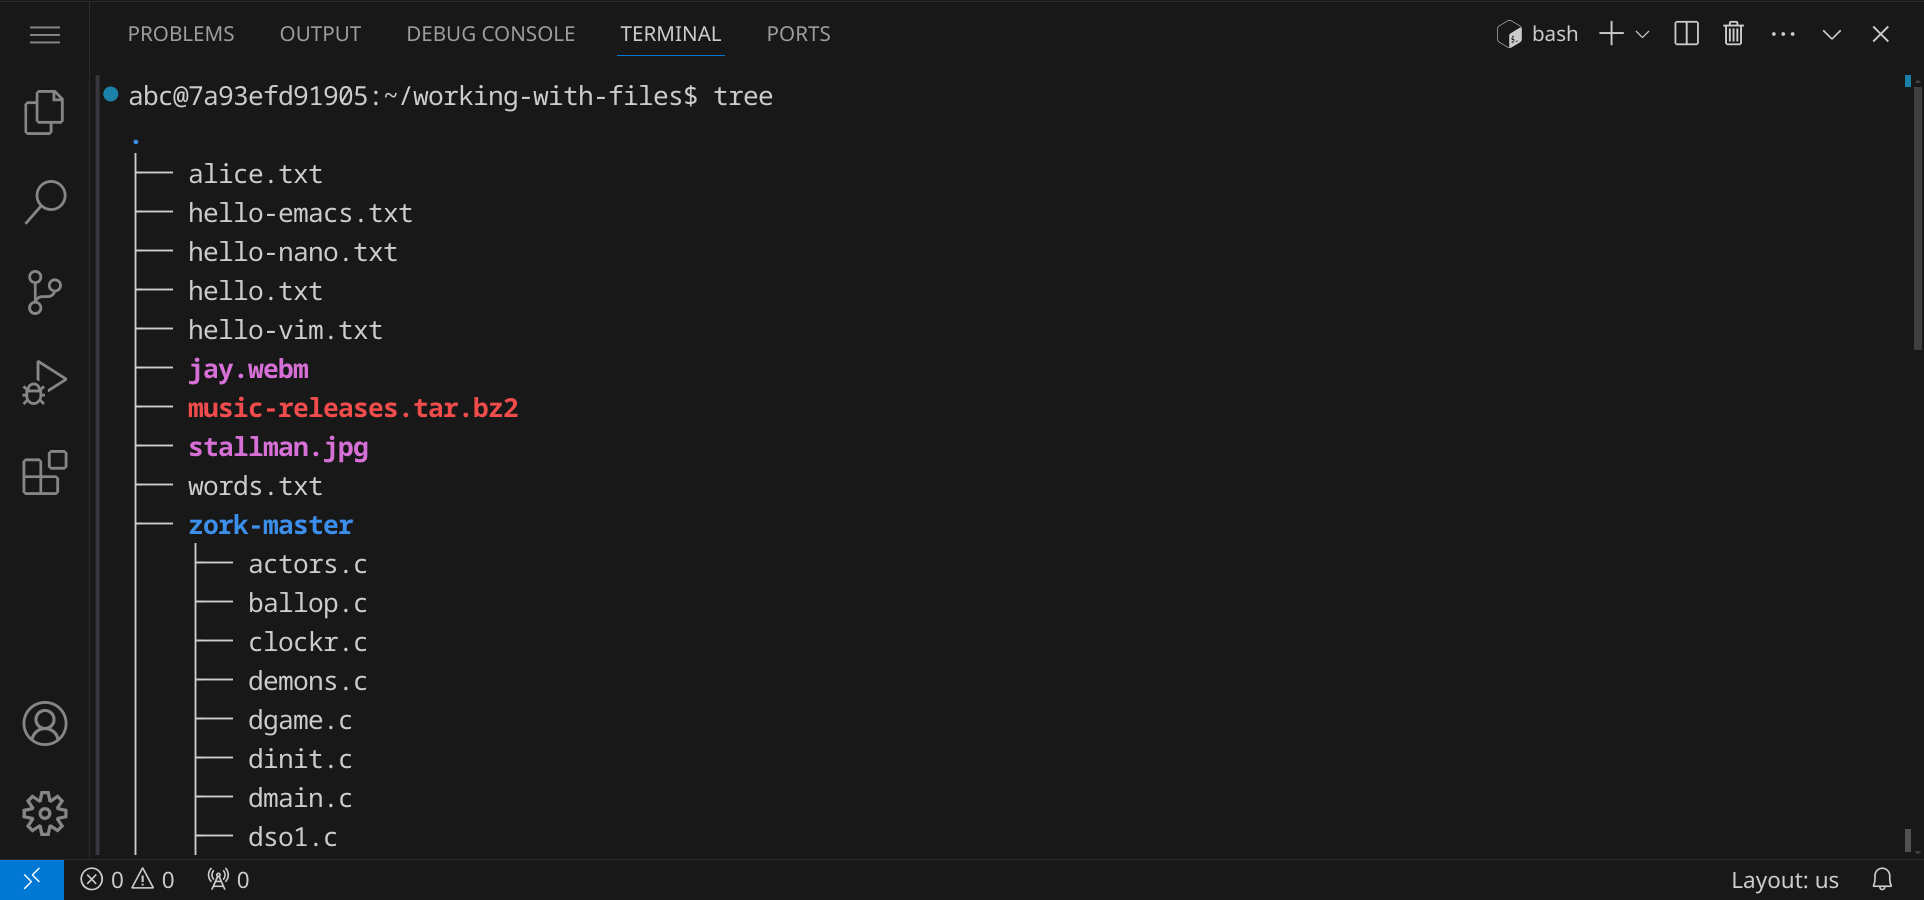 PROBLEMS OUTPUT DEBUG CONSOLE TERMINAL PORTS bash
abc@7a93efd91905:~/working-with-files$ tree
.
├── alice.txt
├── hello-emacs.txt
├── hello-nano.txt
├── hello.txt
├── hello-vim.txt
├── jay.webm
├── music-releases.tar.bz2
├── stallman.jpg
├── words.txt
├── zork-master
│   ├── actors.c
│   ├── ballop.c
│   ├── clockr.c
│   ├── demons.c
│   ├── dgame.c
│   ├── dinit.c
│   ├── dmain.c
│   ├── dso1.c
0 0 0 Layout: us